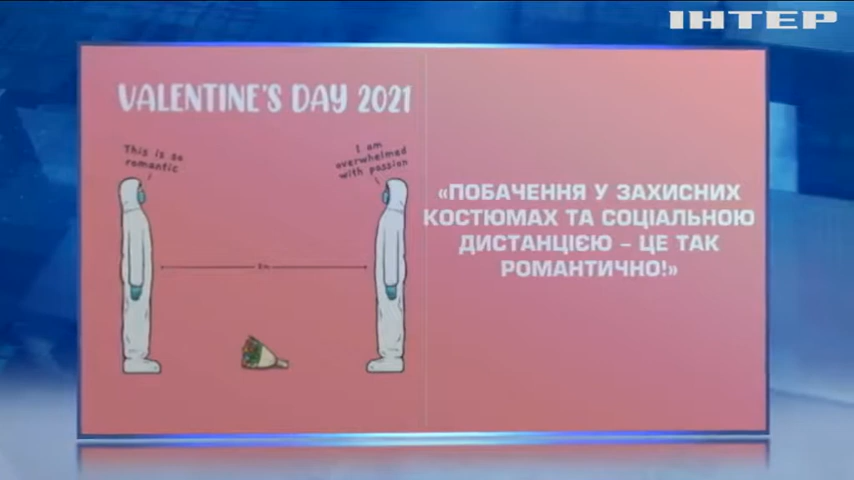 ІНТЕР
VALENTINE'S DAY 2021
This is so
romantic
I am
overwhelmed
with passion
«ПОБАЧЕННЯ У ЗАХИСНИХ
КОСТЮМАХ ТА СОЦІАЛЬНОЮ
ДИСТАНЦІЄЮ – ЦЕ ТАК
РОМАНТИЧНО!»